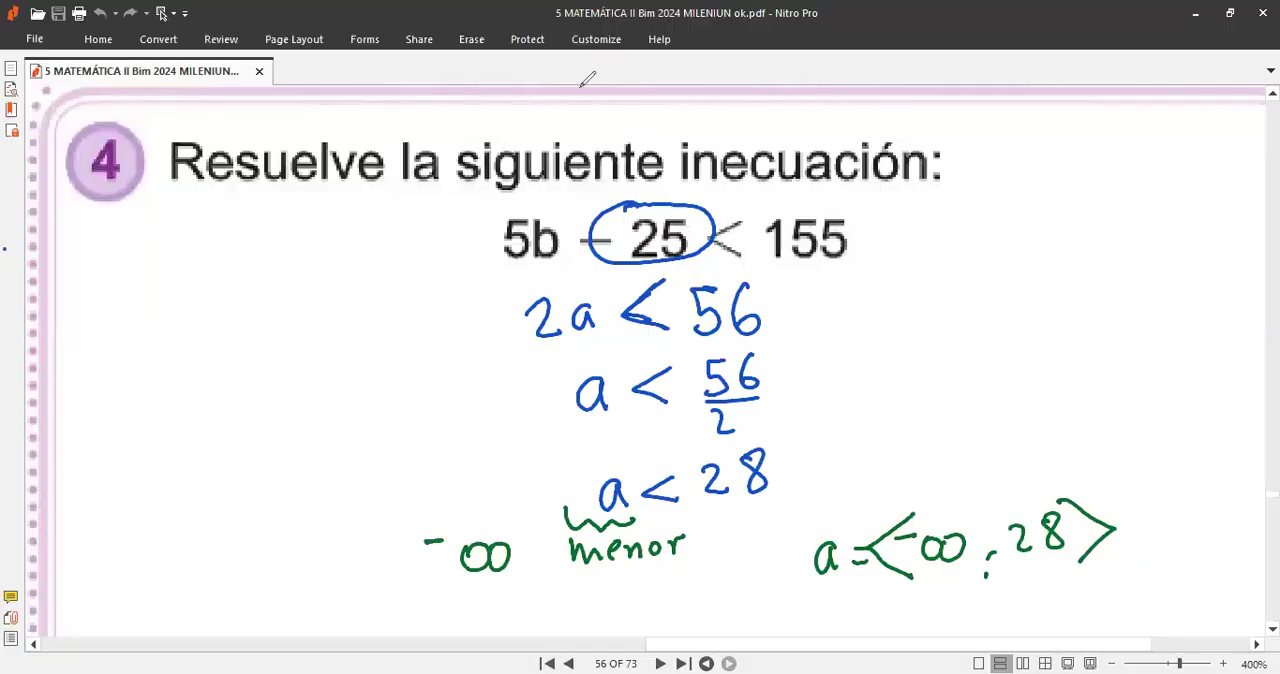 5 MATEMÁTICA II Bim 2024 MILENIUN ok.pdf - Nitro Pro
File Home Convert Review Page Layout Forms Share Erase Protect Customize Help
5 MATEMÁTICA II Bim 2024 MILENIUN...
4 Resuelve la siguiente inecuación:
5b - 25 < 155
2a < 56
a < 56/2
a < 28
-∞ menor a = <-∞ ; 28>
56 OF 73 400%